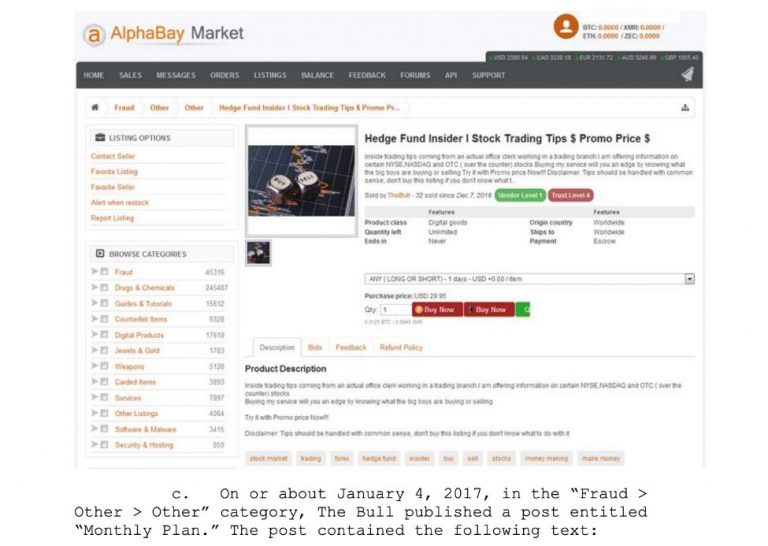 AlphaBay Market
BTC: 0.0000 / XMR: 0.0000 /
ETH: 0.0000 / ZEC: 0.0000
USD 2398.04 CAD 3230.18 EUR 2131.72 AUD 3240.99 GBP 1855.40
HOME SALES MESSAGES ORDERS LISTINGS BALANCE FEEDBACK FORUMS API SUPPORT
Fraud Other Other Hedge Fund Insider I Stock Trading Tips $ Promo Pr...
LISTING OPTIONS
Contact Seller
Favorite Listing
Favorite Seller
Alert when restock
Report Listing
BROWSE CATEGORIES
Fraud 45316
Drugs & Chemicals 245487
Guides & Tutorials 15612
Counterfeit Items 9328
Digital Products 17618
Jewels & Gold 1783
Weapons 5128
Carded Items 3893
Services 7897
Other Listings 4064
Software & Malware 3415
Security & Hosting 859
BUY SELL
Hedge Fund Insider I Stock Trading Tips $ Promo Price $
Inside trading tips coming from an actual office clerk working in a trading branch.I am offering information on
certain NYSE,NASDAQ and OTC ( over the counter) stocks Buying my service will you an edge by knowing what
the big boys are buying or selling Try it with Promo price Now!!! Disclaimer: Tips should be handled with common
sense, don't buy this listing if you don't know what t...
Sold by TheBull - 32 sold since Dec 7, 2016 Vendor Level 1 Trust Level 4
Features Features
Product class Digital goods Origin country Worldwide
Quantity left Unlimited Ships to Worldwide
Ends in Never Payment Escrow
ANY ( LONG OR SHORT) - 1 days - USD +0.00 / item
Purchase price: USD 29.95
Qty: 1 Buy Now Buy Now Q
Description Bids Feedback Refund Policy
Product Description
Inside trading tips coming from an actual office clerk working in a trading branch.I am offering information on certain NYSE,NASDAQ and OTC ( over the
counter) stocks
Buying my service will you an edge by knowing what the big boys are buying or selling
Try it with Promo price Now!!!
Disclaimer: Tips should be handled with common sense, don't buy this listing if you don't know what to do with it
stock market trading forex hedge fund insider buy sell stocks money making make money
c. On or about January 4, 2017, in the “Fraud >
Other > Other” category, The Bull published a post entitled
“Monthly Plan.” The post contained the following text: